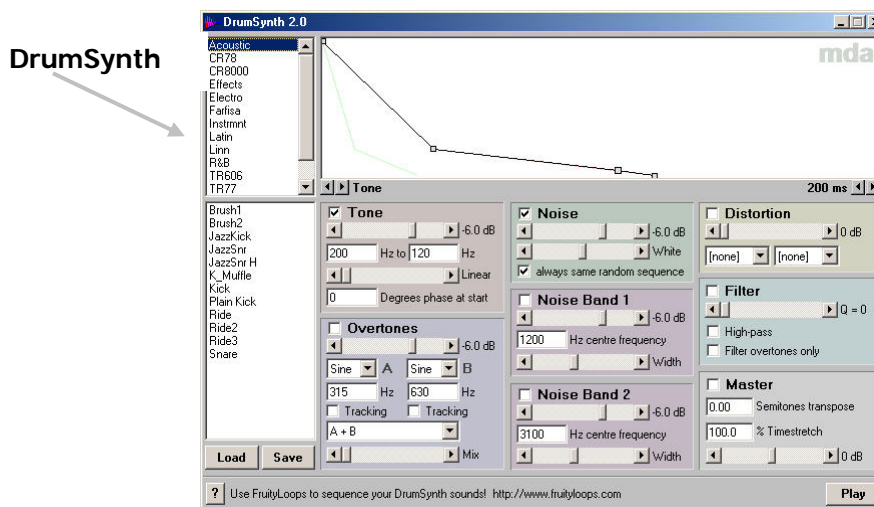 DrumSynth
DrumSynth 2.0
Acoustic
CR78
CR8000
Effects
Electro
Farfisa
Instrmnt
Latin
Linn
R&B
TR606
TR77
mda
Tone
200 ms
Brush1
Brush2
JazzKick
JazzSnr
JazzSnr H
K_Muffle
Kick
Plain Kick
Ride
Ride2
Ride3
Snare
Load Save
Tone
-6.0 dB
200 Hz to 120 Hz
Linear
0 Degrees phase at start
Overtones
-6.0 dB
Sine A Sine B
315 Hz 630 Hz
Tracking Tracking
A + B
Mix
Noise
-6.0 dB
White
always same random sequence
Noise Band 1
-6.0 dB
1200 Hz centre frequency
Width
Noise Band 2
-6.0 dB
3100 Hz centre frequency
Width
Distortion
0 dB
[none] [none]
Filter
Q = 0
High-pass
Filter overtones only
Master
0.00 Semitones transpose
100.0 % Timestretch
0 dB
? Use FruityLoops to sequence your DrumSynth sounds! http://www.fruityloops.com
Play